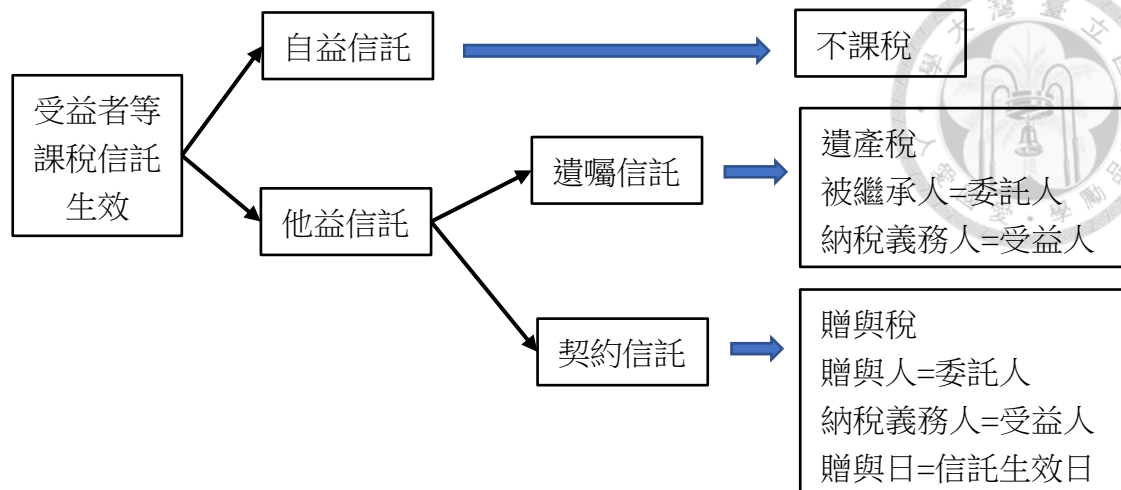 受益者等
課稅信託
生效
自益信託
不課稅
他益信託
遺囑信託
遺產稅
被繼承人=委託人
納稅義務人=受益人
契約信託
贈與稅
贈與人=委託人
納稅義務人=受益人
贈與日=信託生效日